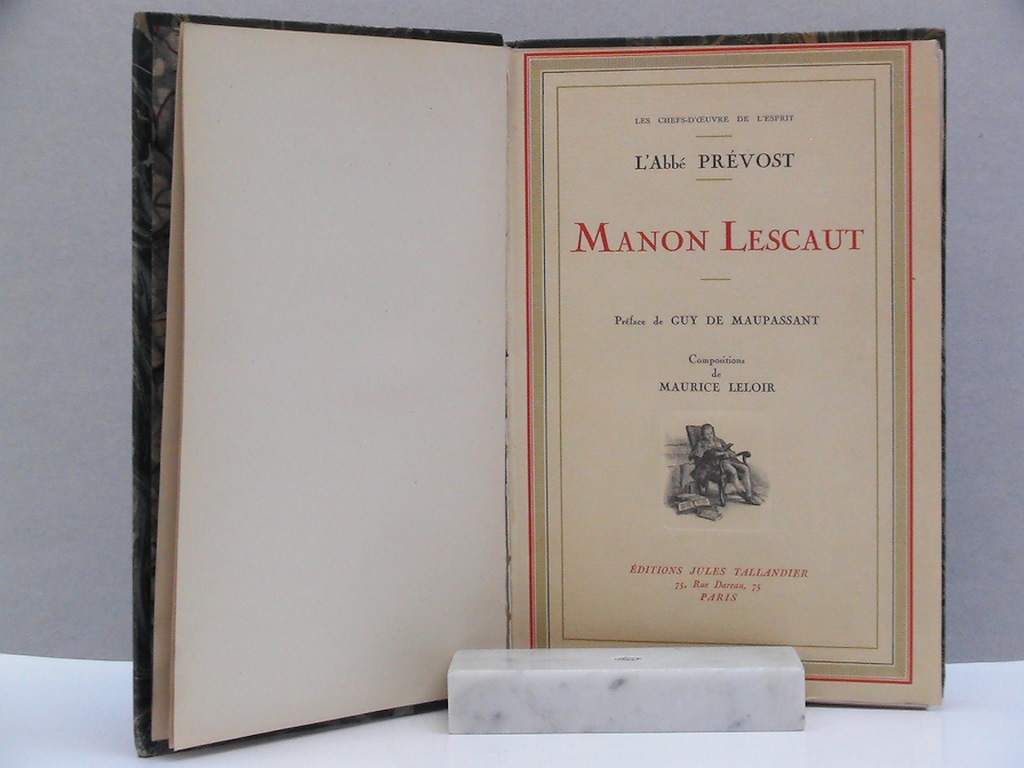 LES CHEFS-D'ŒUVRE DE L'ESPRIT
L'Abbé PRÉVOST
MANON LESCAUT
Préface de GUY DE MAUPASSANT
Compositions
de
MAURICE LELOIR
ÉDITIONS JULES TALLANDIER
75, Rue Dareau, 75
PARIS